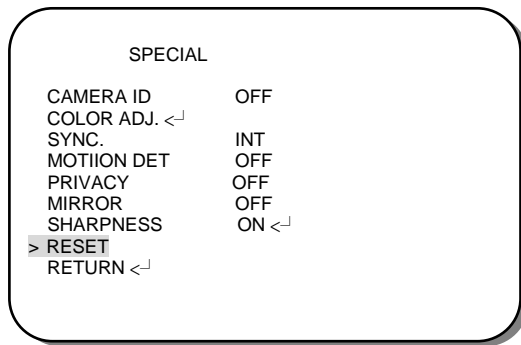 SPECIAL
CAMERA ID OFF
COLOR ADJ. <┘
SYNC. INT
MOTIION DET OFF
PRIVACY OFF
MIRROR OFF
SHARPNESS ON <┘
> RESET
RETURN <┘